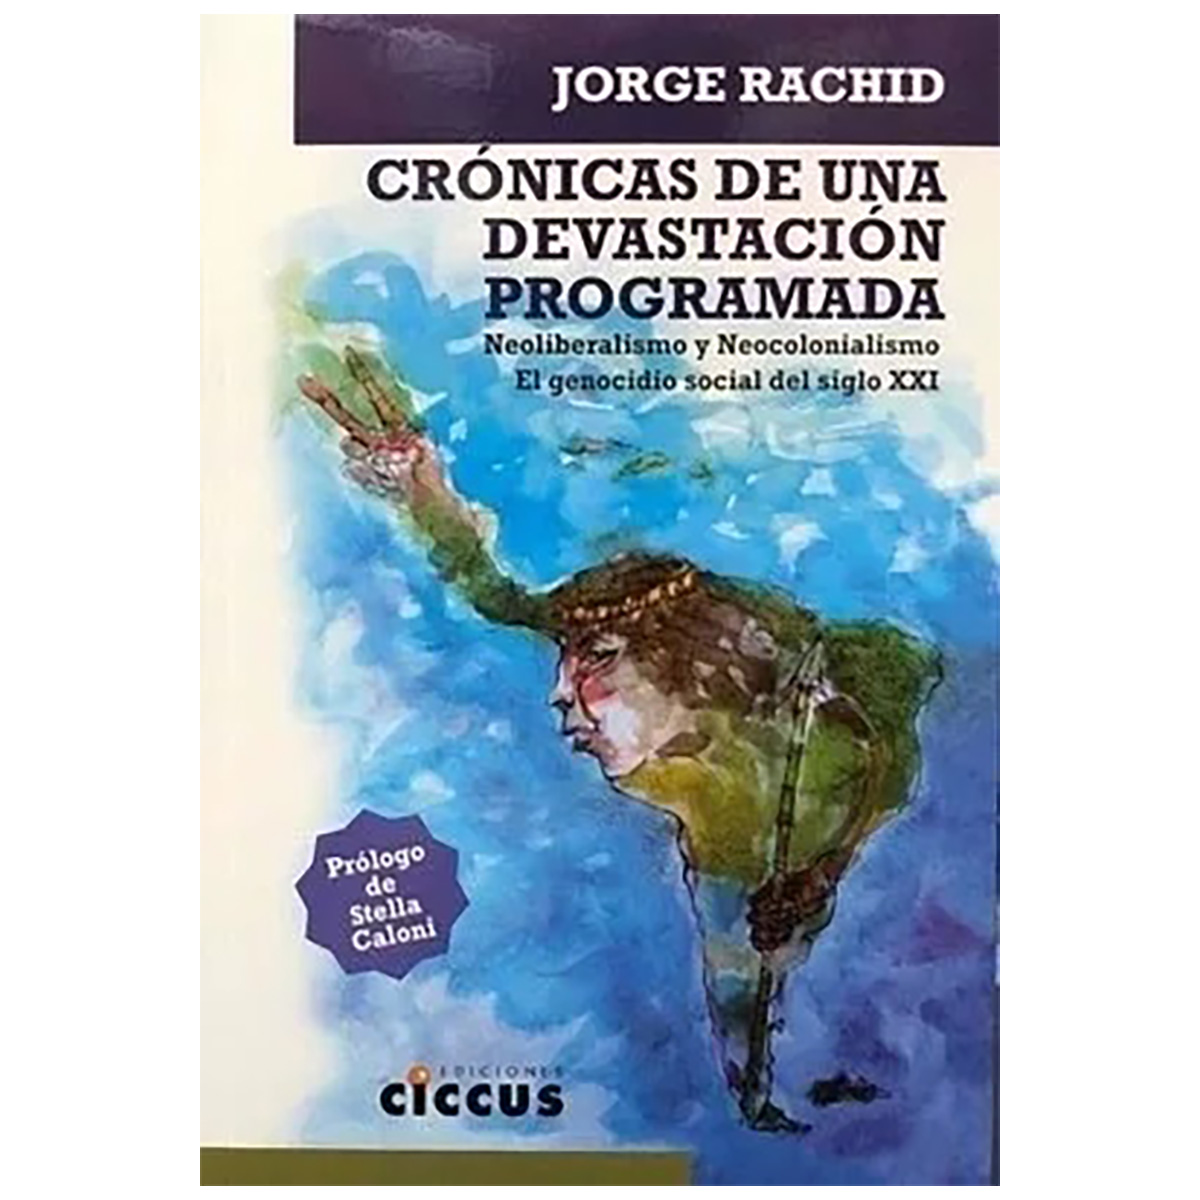 JORGE RACHID
CRÓNICAS DE UNA
DEVASTACIÓN
PROGRAMADA
Neoliberalismo y Neocolonialismo
El genocidio social del siglo XXI
Prólogo
de
Stella
Caloni
EDICIONES
CICCUS